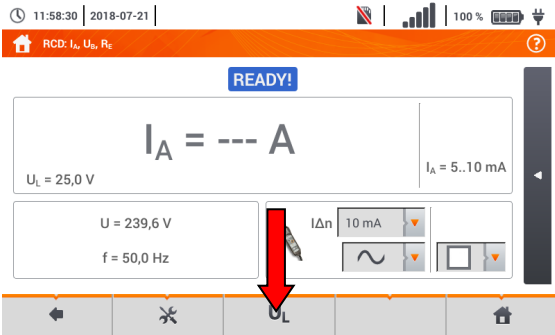 11:58:30 2018-07-21 100 %
RCD: IA, UB, RE ?
READY!
IA = --- A
IA = 5..10 mA
UL = 25,0 V
U = 239,6 V
f = 50,0 Hz
IΔn 10 mA
UL